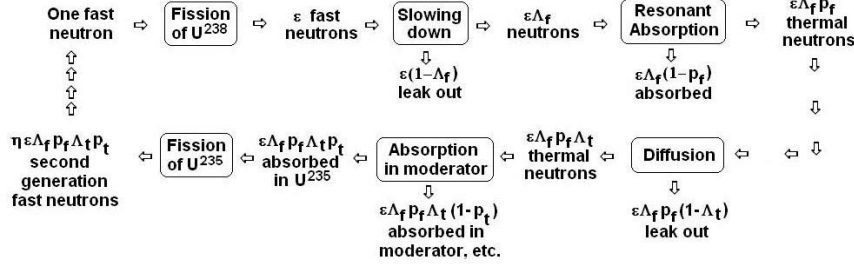 One fast
neutron
Fission
of U²³⁸
ε fast
neutrons
Slowing
down
εΛf
neutrons
Resonant
Absorption
εΛf pf
thermal
neutrons
ε(1−Λf)
leak out
εΛf(1−pf)
absorbed
ηεΛf pf Λt pt
second
generation
fast neutrons
Fission
of U²³⁵
εΛf pf Λt pt
absorbed
in U²³⁵
Absorption
in moderator
εΛf pf Λt
thermal
neutrons
Diffusion
εΛf pf Λt (1- pt)
absorbed in
moderator, etc.
εΛf pf(1-Λt)
leak out